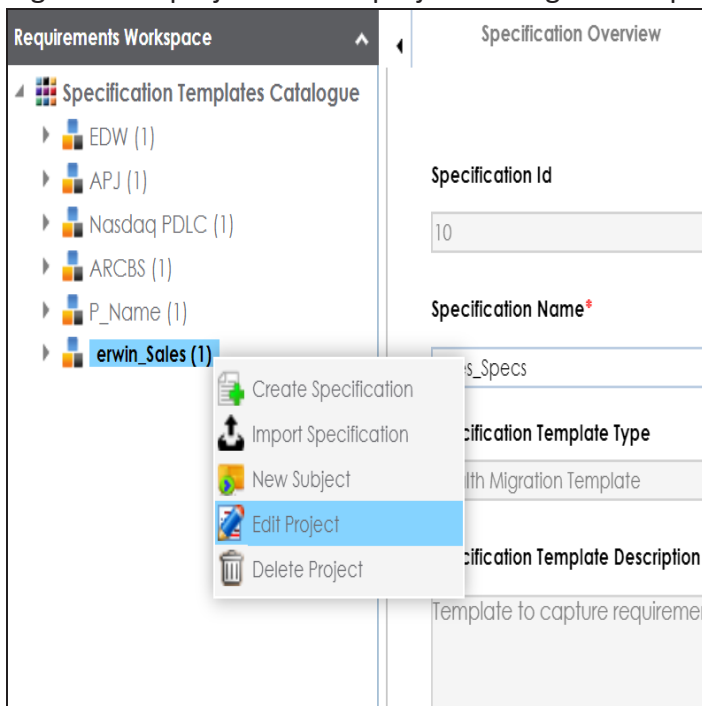 Requirements Workspace
Specification Templates Catalogue
EDW (1)
APJ (1)
Nasdaq PDLC (1)
ARCBS (1)
P_Name (1)
erwin_Sales (1)
Create Specification
Import Specification
New Subject
Edit Project
Delete Project
Specification Overview
Specification Id
10
Specification Name*
s_Specs
cification Template Type
lth Migration Template
cification Template Description
Template to capture requireme